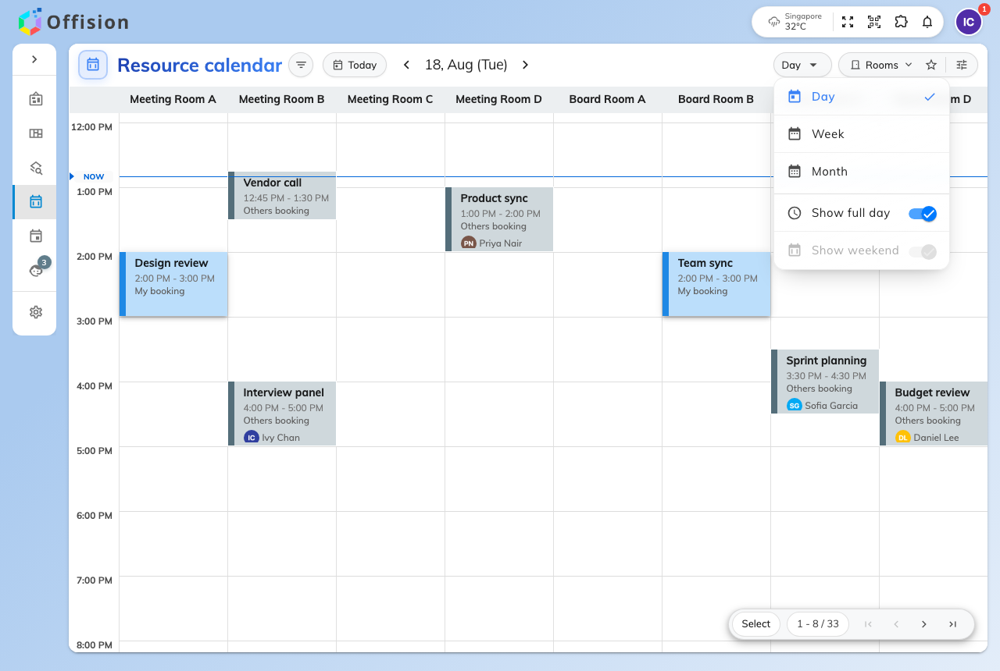 Offision
Singapore
32°C
IC
1
Resource calendar
Today
18, Aug (Tue)
Day
Rooms
Meeting Room A
Meeting Room B
Meeting Room C
Meeting Room D
Board Room A
Board Room B
m D
Day
Week
Month
Show full day
Show weekend
12:00 PM
NOW
1:00 PM
2:00 PM
3:00 PM
4:00 PM
5:00 PM
6:00 PM
7:00 PM
8:00 PM
Vendor call
12:45 PM - 1:30 PM
Others booking
Product sync
1:00 PM - 2:00 PM
Others booking
PN Priya Nair
Design review
2:00 PM - 3:00 PM
My booking
Team sync
2:00 PM - 3:00 PM
My booking
3
Sprint planning
3:30 PM - 4:30 PM
Others booking
SG Sofia Garcia
Interview panel
4:00 PM - 5:00 PM
Others booking
IC Ivy Chan
Budget review
4:00 PM - 5:00 PM
Others booking
DL Daniel Lee
Select
1 - 8 / 33